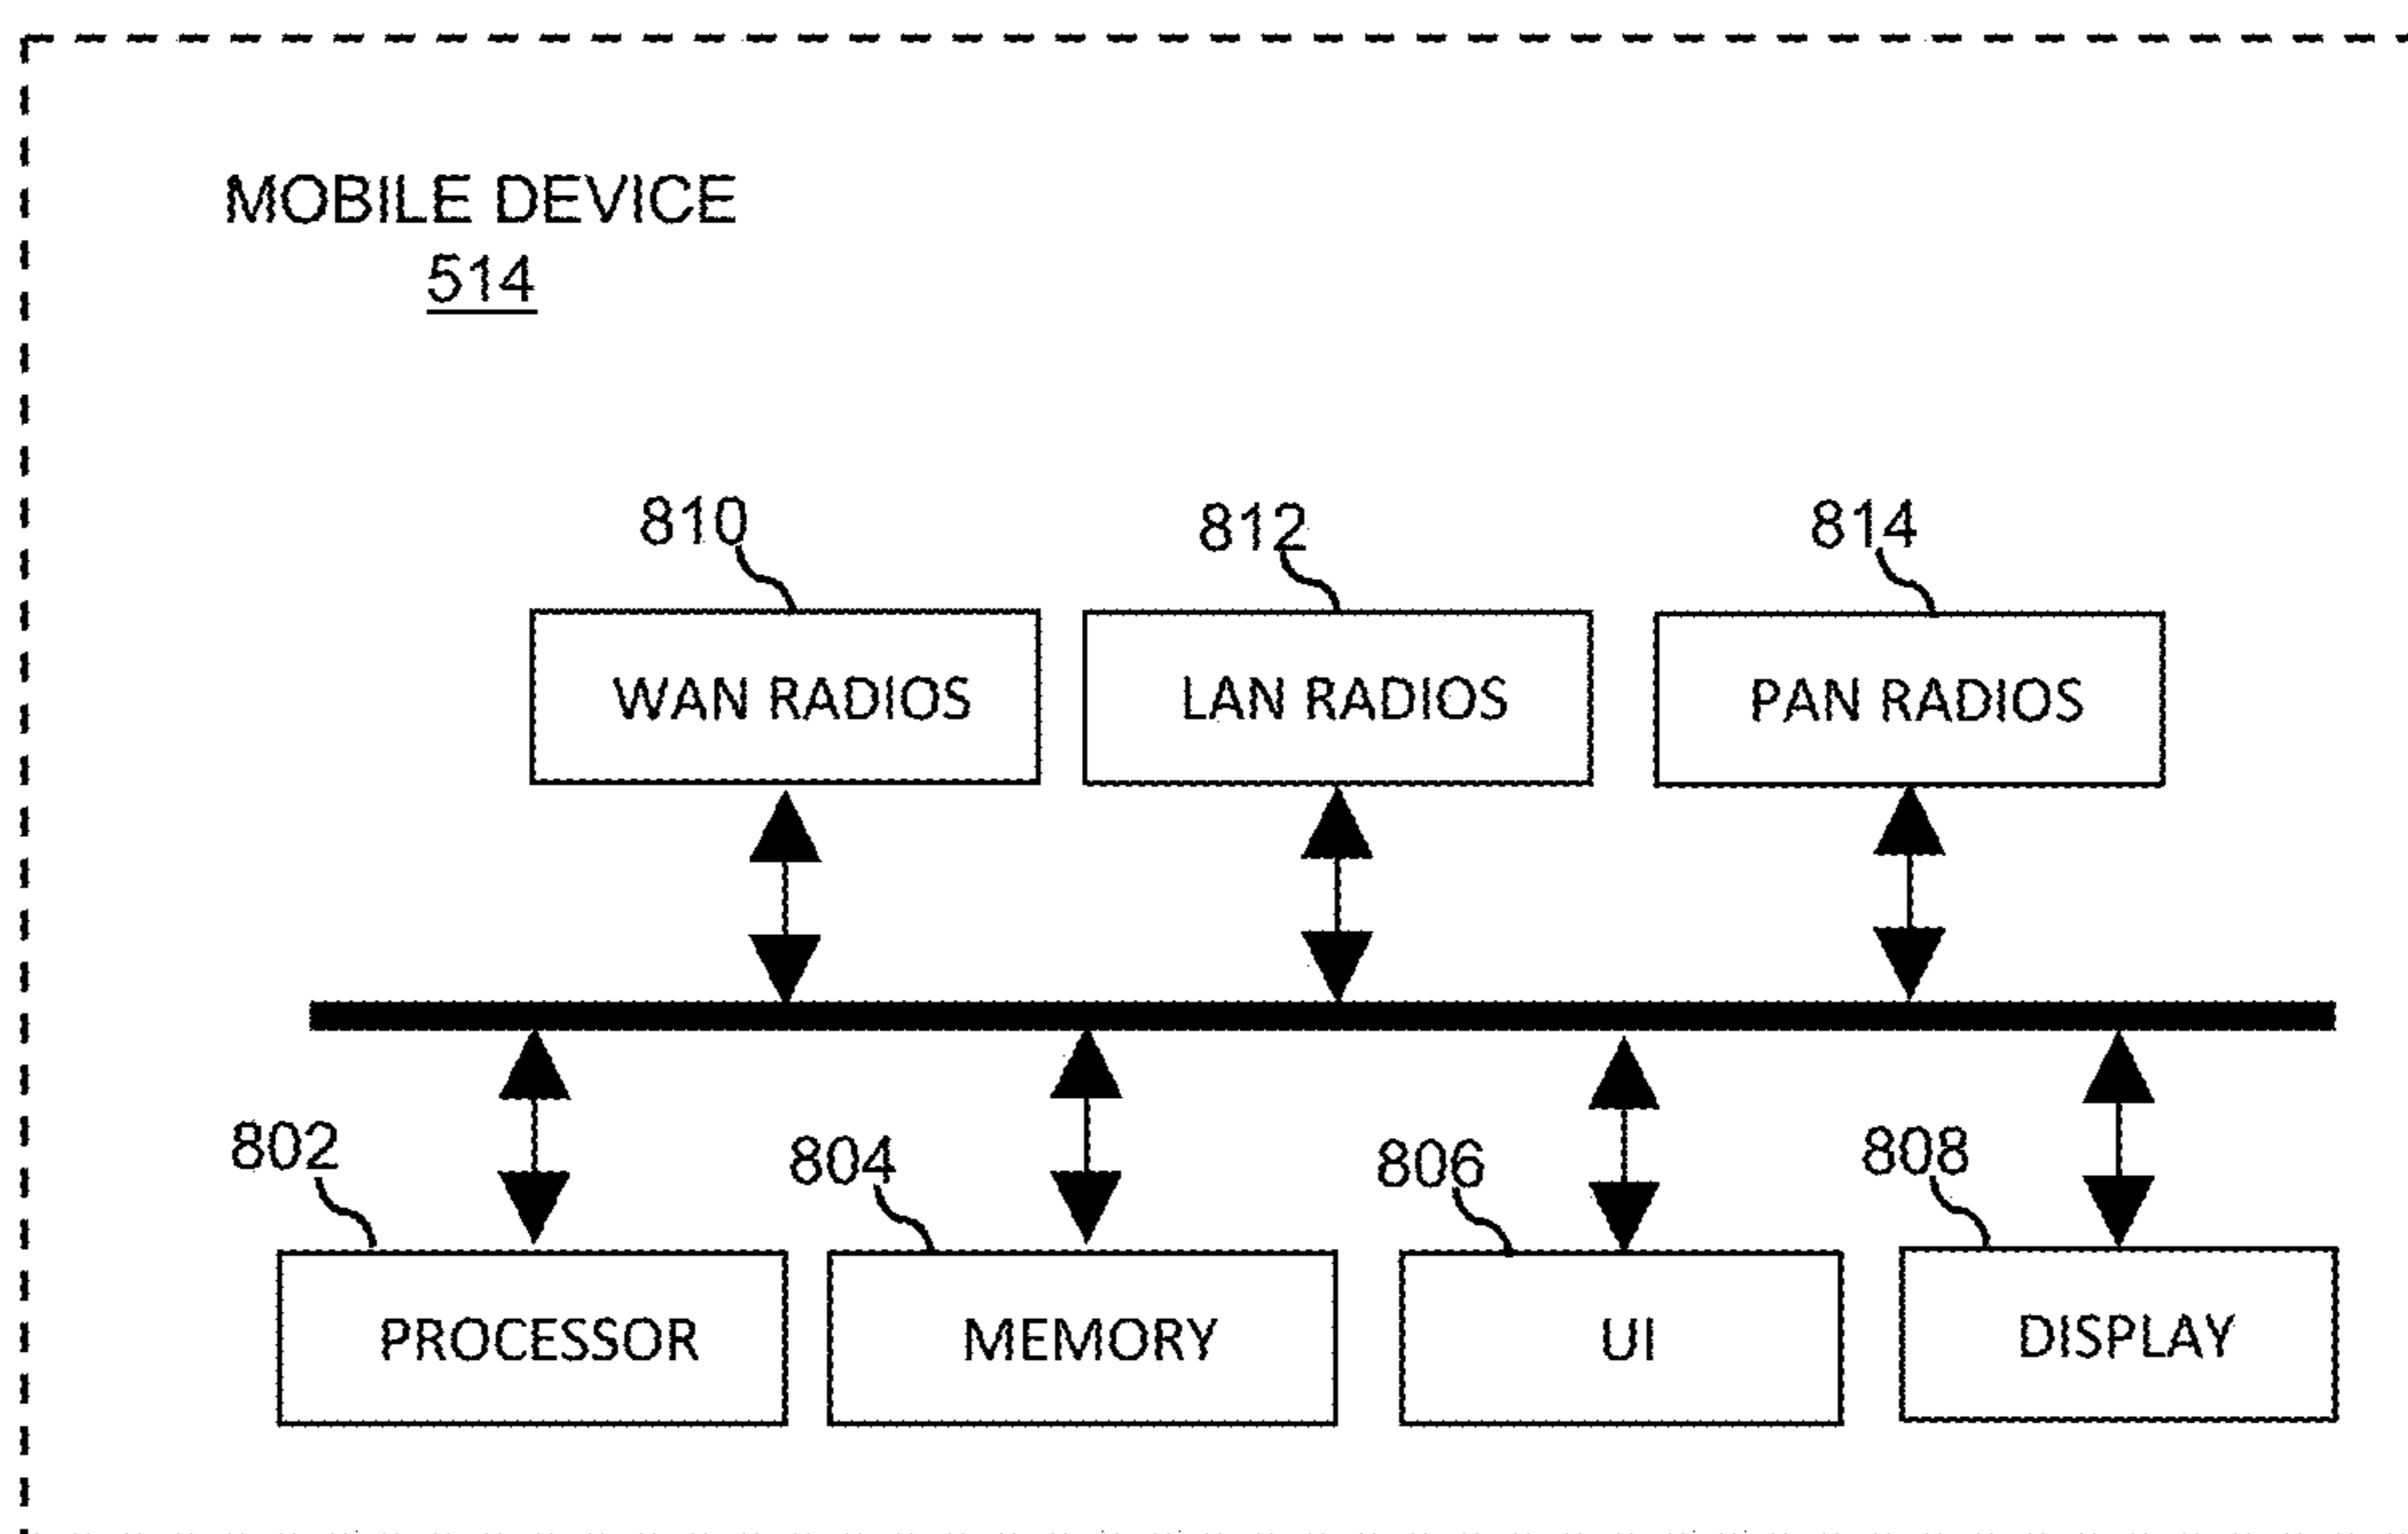 MOBILE DEVICE
514
810
812
814
WAN RADIOS
LAN RADIOS
PAN RADIOS
802
804
806
808
PROCESSOR
MEMORY
UI
DISPLAY